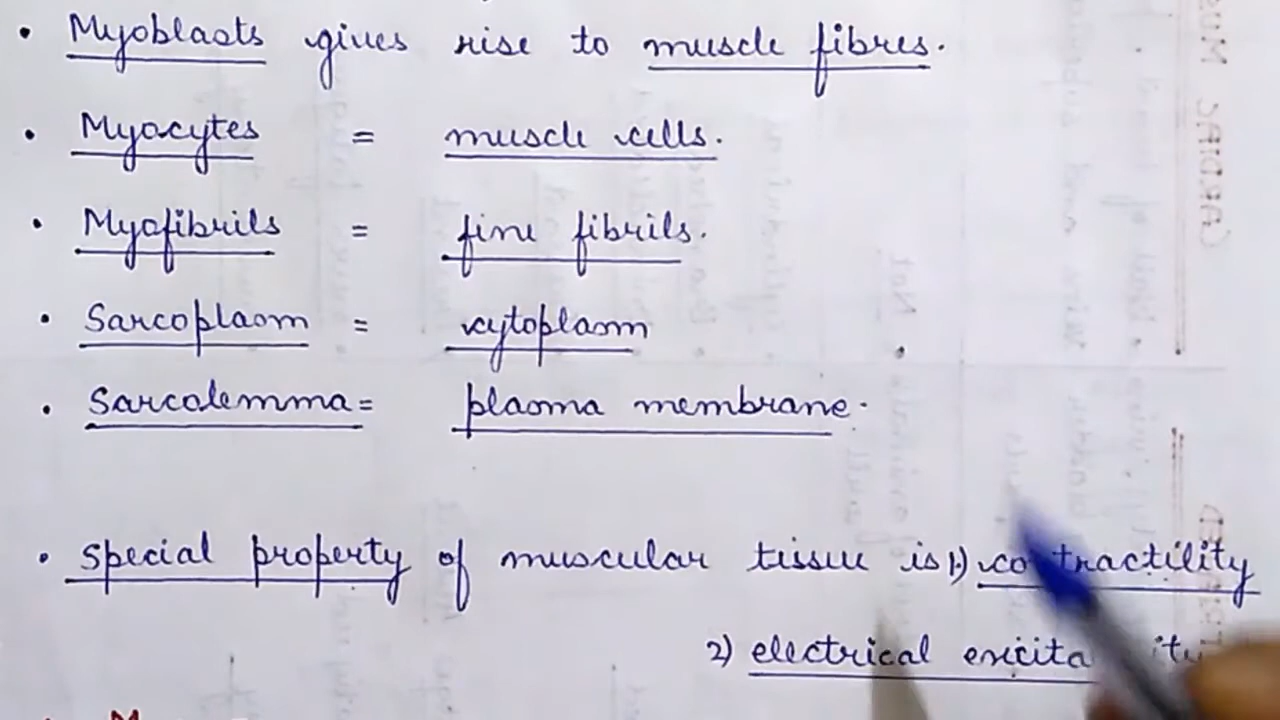 • Myoblasts gives rise to muscle fibres.
• Myocytes = muscle cells.
• Myofibrils = fine fibrils.
• Sarcoplasm = cytoplasm
• Sarcolemma = plasma membrane.
• special property of muscular tissue is 1) contractility
2) electrical